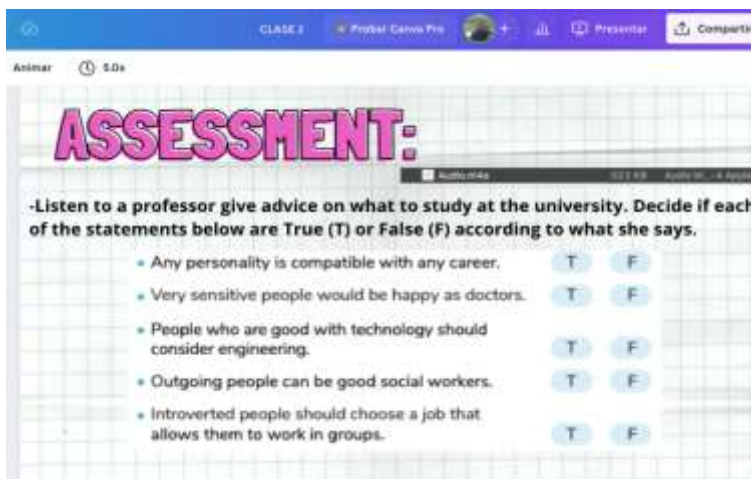 CLASE 2 Probar Canva Pro + Presentar
Animar 5.0s
ASSESSMENT:
Audio.m4a
-Listen to a professor give advice on what to study at the university. Decide if each
of the statements below are True (T) or False (F) according to what she says.
• Any personality is compatible with any career. T F
• Very sensitive people would be happy as doctors. T F
• People who are good with technology should
consider engineering. T F
• Outgoing people can be good social workers. T F
• Introverted people should choose a job that
allows them to work in groups. T F